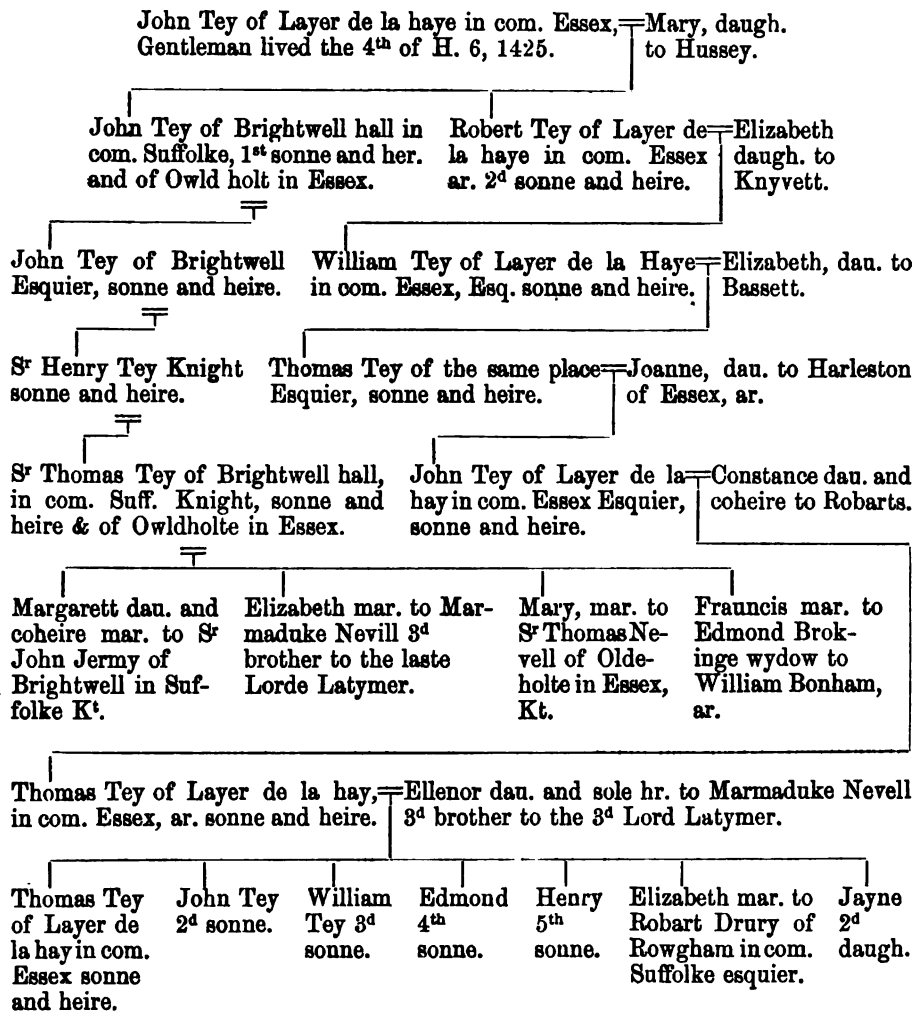 John Tey of Layer de la haye in com. Essex,
Gentleman lived the 4th of H. 6, 1425.
Mary, daugh.
to Hussey.
John Tey of Brightwell hall in
com. Suffolke, 1st sonne and her.
and of Owld holt in Essex.
Robert Tey of Layer de
la haye in com. Essex
ar. 2d sonne and heire.
Elizabeth
daugh. to
Knyvett.
John Tey of Brightwell
Esquier, sonne and heire.
William Tey of Layer de la Haye
in com. Essex, Esq. sonne and heire.
Elizabeth, dau. to
Bassett.
Sr Henry Tey Knight
sonne and heire.
Thomas Tey of the same place
Esquier, sonne and heire.
Joanne, dau. to Harleston
of Essex, ar.
Sr Thomas Tey of Brightwell hall,
in com. Suff. Knight, sonne and
heire & of Owldholte in Essex.
John Tey of Layer de la
hay in com. Essex Esquier,
sonne and heire.
Constance dau. and
coheire to Robarts.
Margarett dau. and
coheire mar. to Sr
John Jermy of
Brightwell in Suf-
folke Kt.
Elizabeth mar. to Mar-
maduke Nevill 3d
brother to the laste
Lorde Latymer.
Mary, mar. to
Sr Thomas Ne-
vell of Olde-
holte in Essex,
Kt.
Frauncis mar. to
Edmond Brok-
inge wydow to
William Bonham,
ar.
Thomas Tey of Layer de la hay,
in com. Essex, ar. sonne and heire.
Ellenor dau. and sole hr. to Marmaduke Nevell
3d brother to the 3d Lord Latymer.
Thomas Tey
of Layer de
la hay in com.
Essex sonne
and heire.
John Tey
2d sonne.
William
Tey 3d
sonne.
Edmond
4th
sonne.
Henry
5th
sonne.
Elizabeth mar. to
Robart Drury of
Rowgham in com.
Suffolke esquier.
Jayne
2d
daugh.